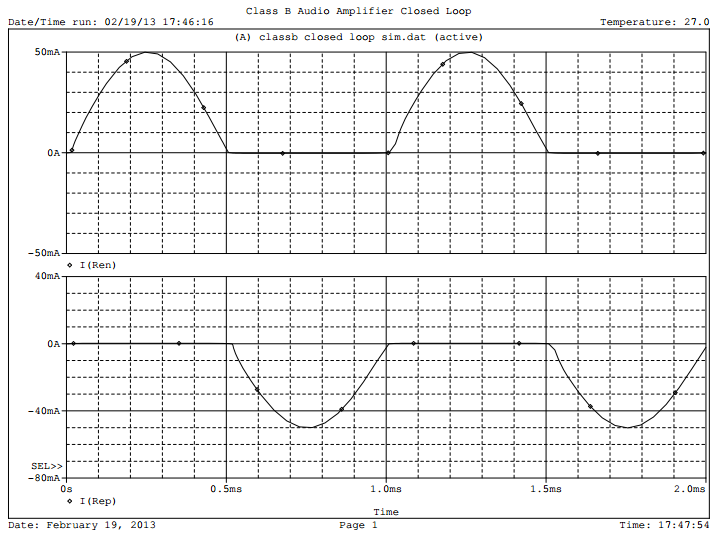 Class B Audio Amplifier Closed Loop
Date/Time run: 02/19/13 17:46:16 Temperature: 27.0
(A) classb closed loop sim.dat (active)
50mA
0A
-50mA
I(Ren)
40mA
0A
-40mA
SEL>>
-80mA
0s 0.5ms 1.0ms 1.5ms 2.0ms
I(Rep)
Time
Date: February 19, 2013 Page 1 Time: 17:47:54